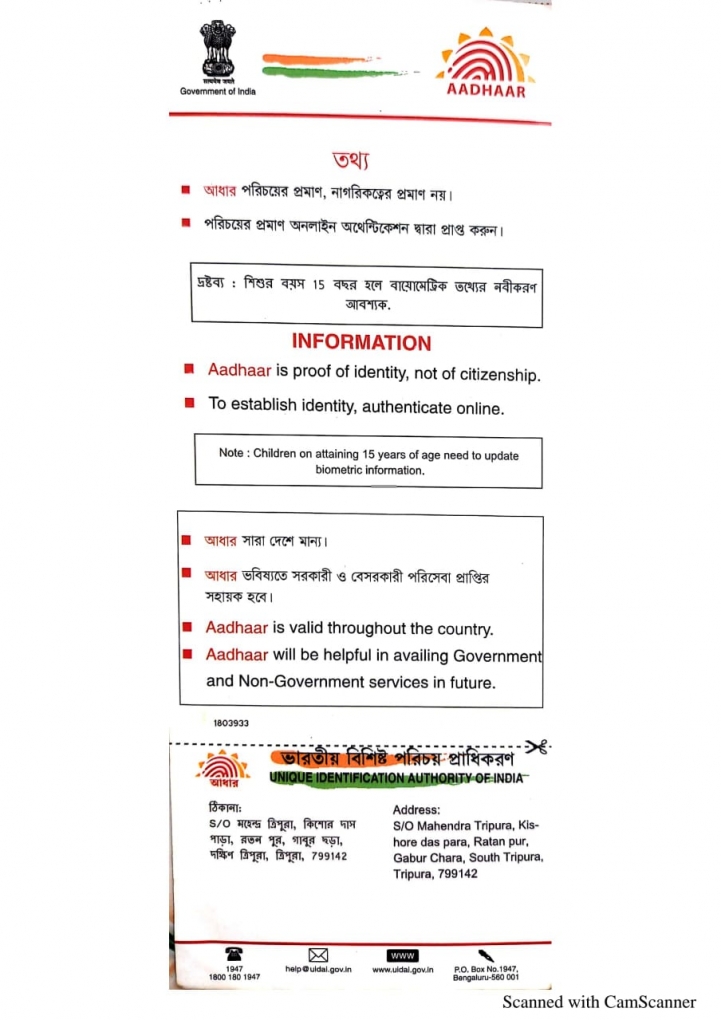 सत्यमेव जयते
Government of India
AADHAAR
তথ্য
আধার পরিচয়ের প্রমাণ, নাগরিকত্বের প্রমাণ নয়।
পরিচয়ের প্রমাণ অনলাইন অথেন্টিকেশন দ্বারা প্রাপ্ত করুন।
দ্রষ্টব্য : শিশুর বয়স 15 বছর হলে বায়োমেট্রিক তথ্যের নবীকরণ
আবশ্যক.
INFORMATION
Aadhaar is proof of identity, not of citizenship.
To establish identity, authenticate online.
Note : Children on attaining 15 years of age need to update
biometric information.
আধার সারা দেশে মান্য।
আধার ভবিষ্যতে সরকারী ও বেসরকারী পরিসেবা প্রাপ্তির
সহায়ক হবে।
Aadhaar is valid throughout the country.
Aadhaar will be helpful in availing Government
and Non-Government services in future.
1803933
ভারতীয় বিশিষ্ট পরিচয় প্রাধিকরণ
UNIQUE IDENTIFICATION AUTHORITY OF INDIA
আধার
ঠিকানা:
S/O মহেন্দ্র ত্রিপুরা, কিশোর দাস
পাড়া, রতন পুর, গাবুর ছড়া,
দক্ষিণ ত্রিপুরা, ত্রিপুরা, 799142
Address:
S/O Mahendra Tripura, Kis-
hore das para, Ratan pur,
Gabur Chara, South Tripura,
Tripura, 799142
1947
1800 180 1947
help@uidai.gov.in
www
www.uidai.gov.in
P.O. Box No.1947,
Bengaluru-560 001
Scanned with CamScanner